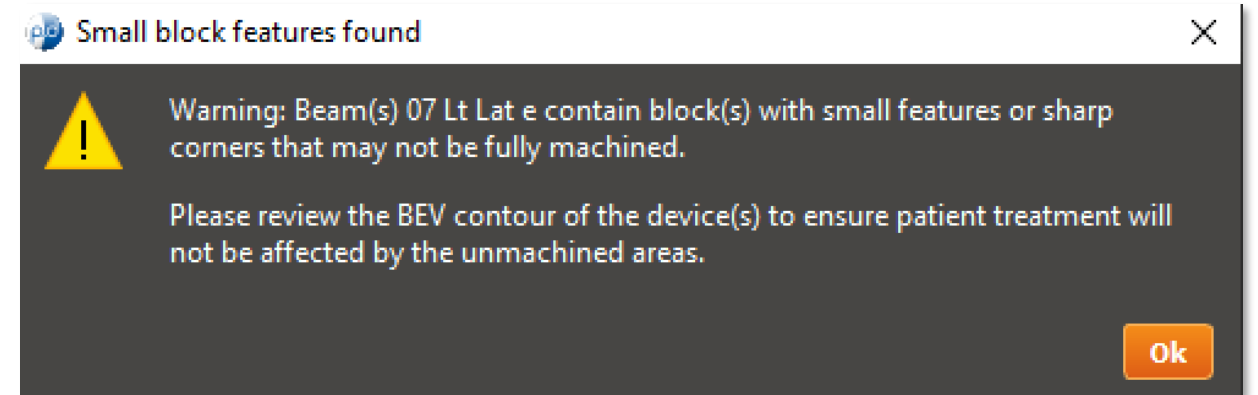 p.d
Small block features found
Warning: Beam(s) 07 Lt Lat e contain block(s) with small features or sharp
corners that may not be fully machined.
Please review the BEV contour of the device(s) to ensure patient treatment will
not be affected by the unmachined areas.
Ok